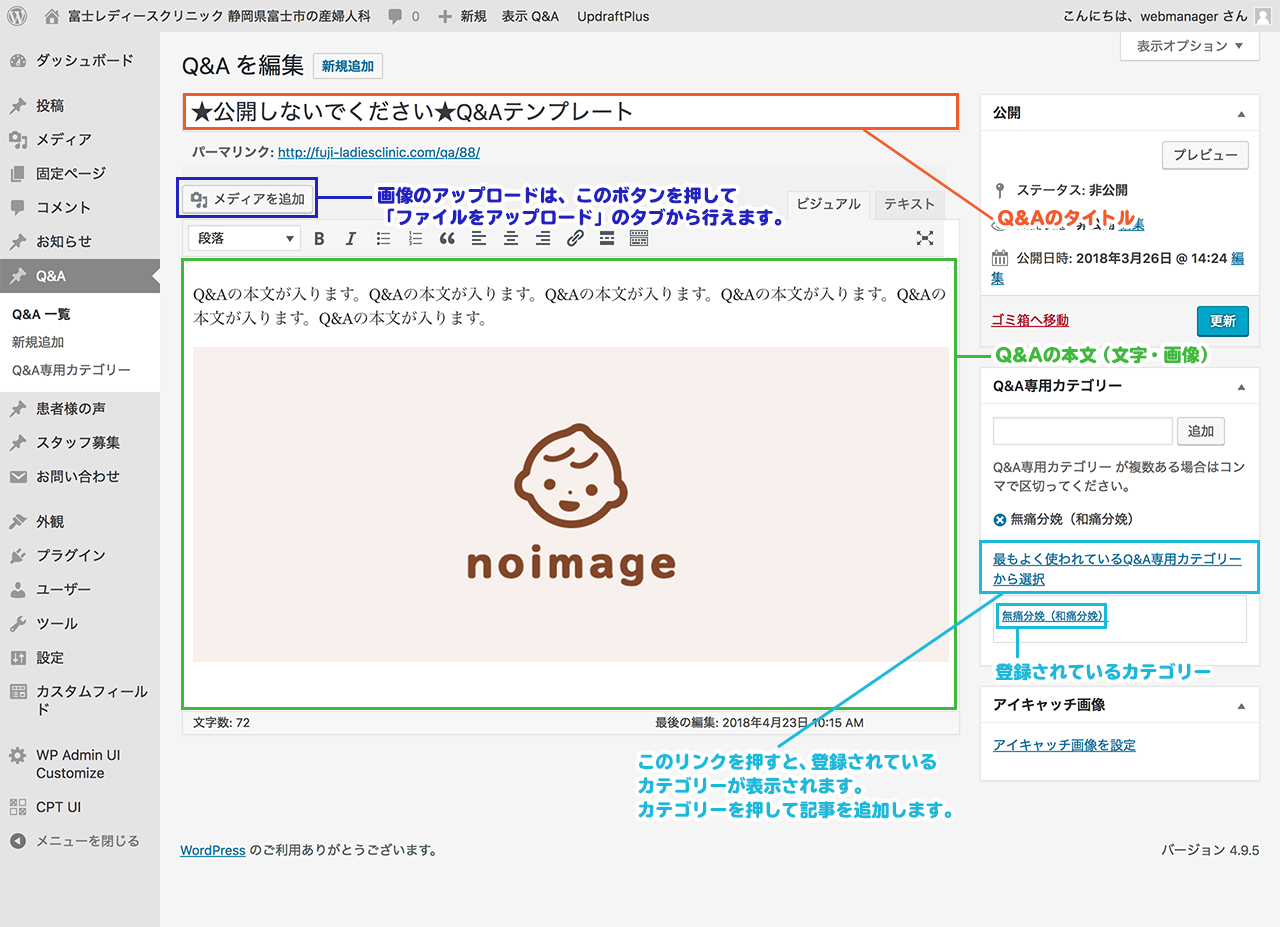 富士レディースクリニック 静岡県富士市の産婦人科 0 新規 表示 Q&A UpdraftPlus こんにちは、webmanager さん
表示オプション ▼
ダッシュボード
投稿
メディア
固定ページ
コメント
お知らせ
Q&A
Q&A 一覧
新規追加
Q&A専用カテゴリー
患者様の声
スタッフ募集
お問い合わせ
外観
プラグイン
ユーザー
ツール
設定
カスタムフィール
ド
WP Admin UI
Customize
CPT UI
メニューを閉じる
Q&A を編集 新規追加
★公開しないでください★Q&Aテンプレート
パーマリンク: http://fuji-ladiesclinic.com/qa/88/
メディアを追加
画像のアップロードは、このボタンを押して
「ファイルをアップロード」のタブから行えます。
ビジュアル テキスト
段落 ▼ B I
Q&Aの本文が入ります。Q&Aの本文が入ります。Q&Aの本文が入ります。Q&Aの本文が入ります。Q&Aの
本文が入ります。Q&Aの本文が入ります。
noimage
文字数: 72 最後の編集: 2018年4月23日 10:15 AM
このリンクを押すと、登録されている
カテゴリーが表示されます。
カテゴリーを押して記事を追加します。
公開
プレビュー
ステータス: 非公開
Q&Aのタイトル
編集
公開日時: 2018年3月26日 @ 14:24 編
集
ゴミ箱へ移動 更新
Q&Aの本文（文字・画像）
Q&A専用カテゴリー
追加
Q&A専用カテゴリー が複数ある場合はコン
マで区切ってください。
無痛分娩（和痛分娩）
最もよく使われているQ&A専用カテゴリー
から選択
無痛分娩（和痛分娩）
登録されているカテゴリー
アイキャッチ画像
アイキャッチ画像を設定
WordPress のご利用ありがとうございます。 バージョン 4.9.5